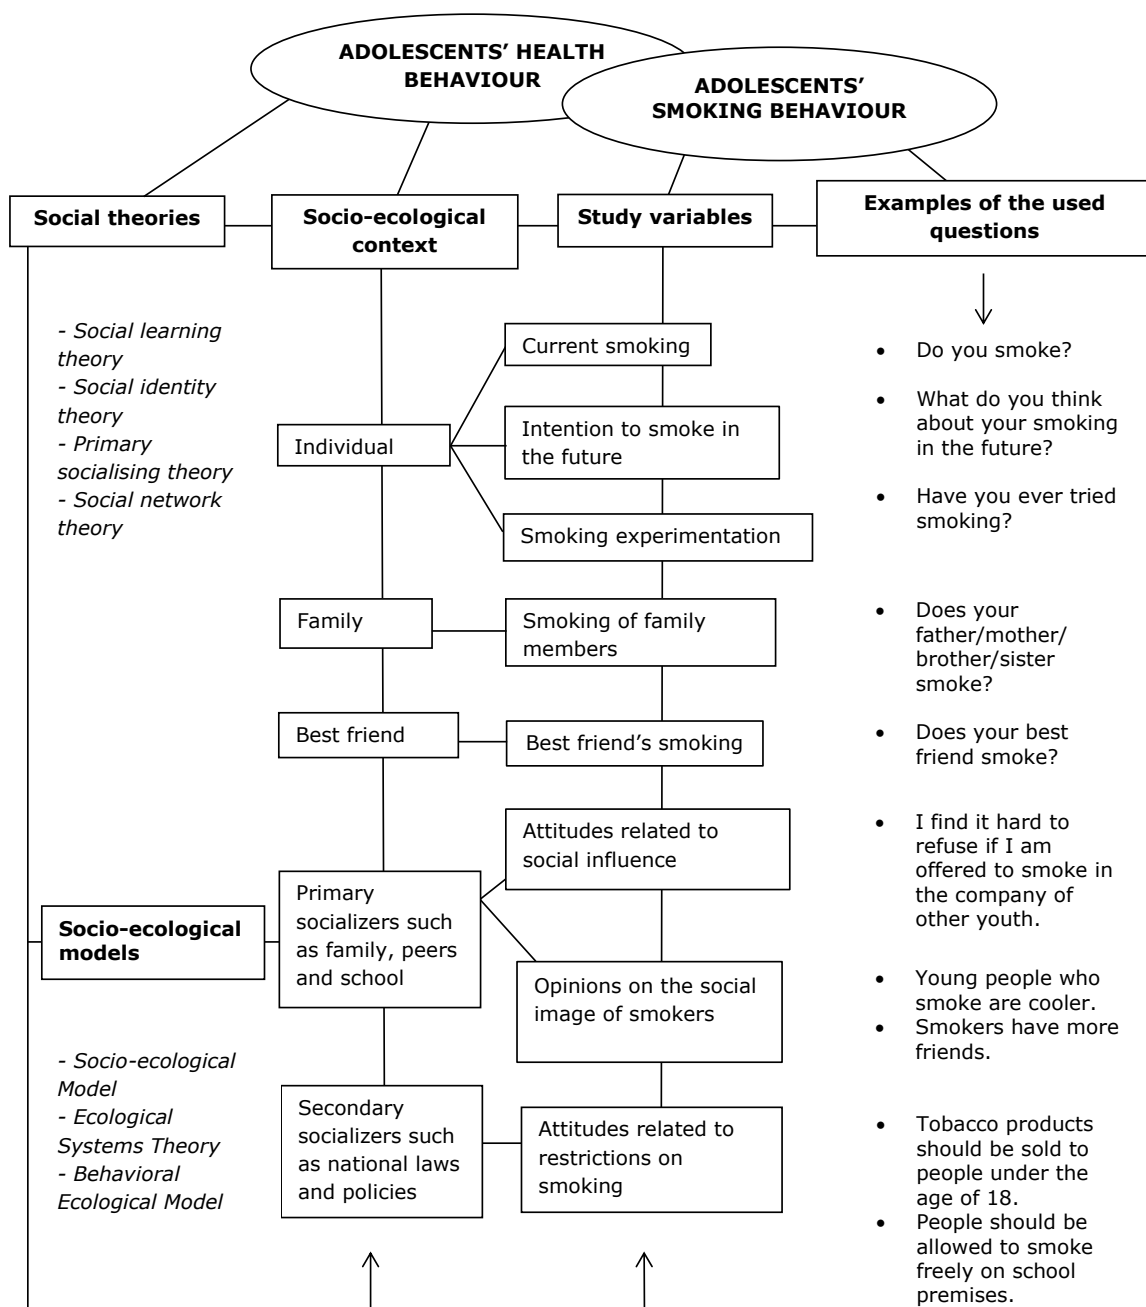 ADOLESCENTS’ HEALTH
BEHAVIOUR
ADOLESCENTS’
SMOKING BEHAVIOUR
Social theories
Socio-ecological
context
Study variables
Examples of the used
questions
- Social learning
theory
- Social identity
theory
- Primary
socialising theory
- Social network
theory
Socio-ecological
models
- Socio-ecological
Model
- Ecological
Systems Theory
- Behavioral
Ecological Model
Individual
Family
Best friend
Primary
socializers such
as family, peers
and school
Secondary
socializers such
as national laws
and policies
Current smoking
Intention to smoke in
the future
Smoking experimentation
Smoking of family
members
Best friend’s smoking
Attitudes related to
social influence
Opinions on the social
image of smokers
Attitudes related to
restrictions on
smoking
• Do you smoke?
• What do you think
about your smoking
in the future?
• Have you ever tried
smoking?
• Does your
father/mother/
brother/sister
smoke?
• Does your best
friend smoke?
• I find it hard to
refuse if I am
offered to smoke in
the company of
other youth.
• Young people who
smoke are cooler.
• Smokers have more
friends.
• Tobacco products
should be sold to
people under the
age of 18.
• People should be
allowed to smoke
freely on school
premises.